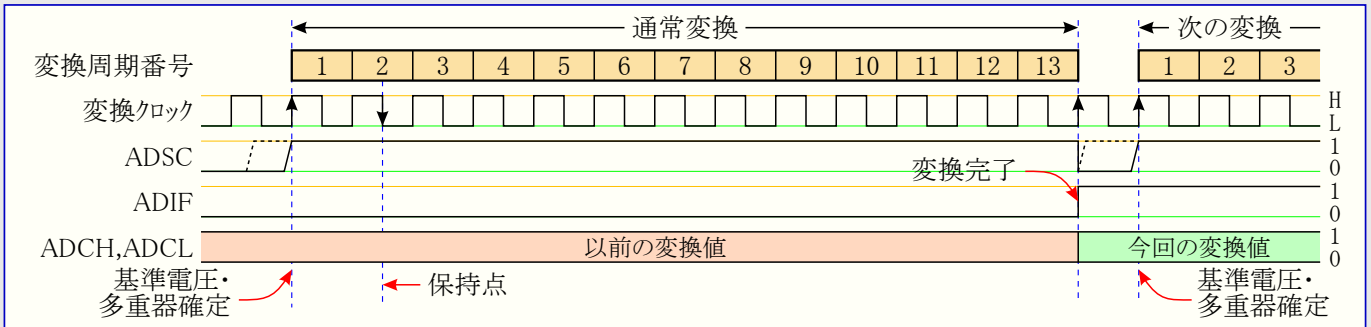 通常変換
次の変換
変換周期番号 1 2 3 4 5 6 7 8 9 10 11 12 13 1 2 3
変換クロック H L
ADSC 1 0
変換完了
ADIF 1 0
ADCH,ADCL 以前の変換値 今回の変換値 1 0
基準電圧・
多重器確定
保持点
基準電圧・
多重器確定